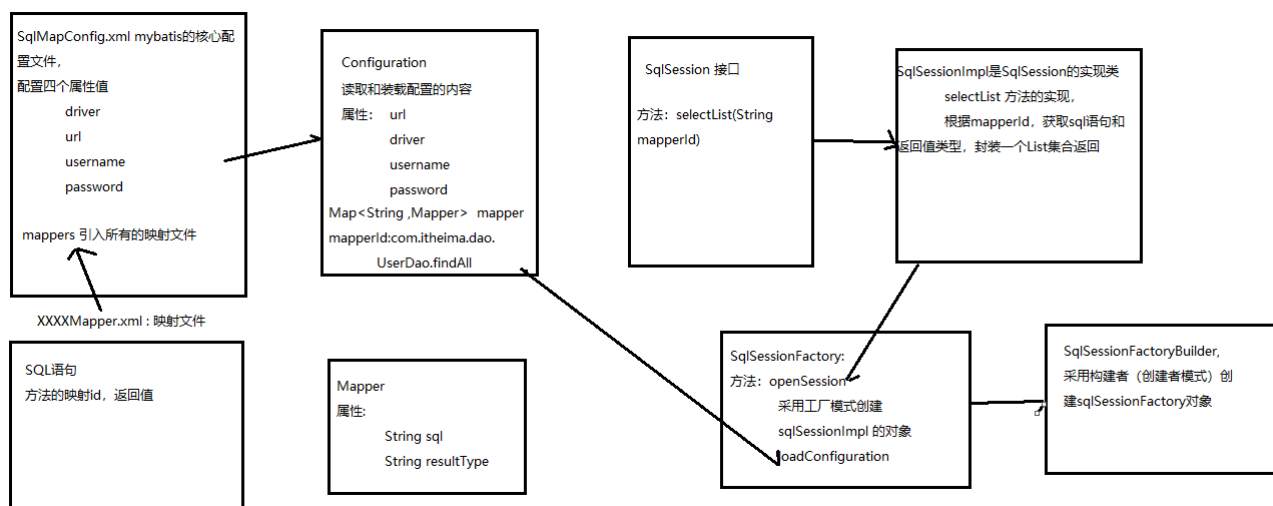 SqlMapConfig.xml mybatis的核心配
置文件，
配置四个属性值
driver
url
username
password
mappers 引入所有的映射文件
XXXXMapper.xml : 映射文件
SQL语句
方法的映射id，返回值
Configuration
读取和装载配置的内容
属性： url
driver
username
password
Map<String ,Mapper> mapper
mapperId:com.itheima.dao.
UserDao.findAll
Mapper
属性:
String sql
String resultType
SqlSession 接口
方法：selectList(String
mapperId)
SqlSessionImpl是SqlSession的实现类
selectList 方法的实现，
根据mapperId，获取sql语句和
返回值类型，封装一个List集合返回
SqlSessionFactory:
方法：openSession
采用工厂模式创建
sqlSessionImpl 的对象
loadConfiguration
SqlSessionFactoryBuilder,
采用构建者（创建者模式）创
建sqlSessionFactory对象